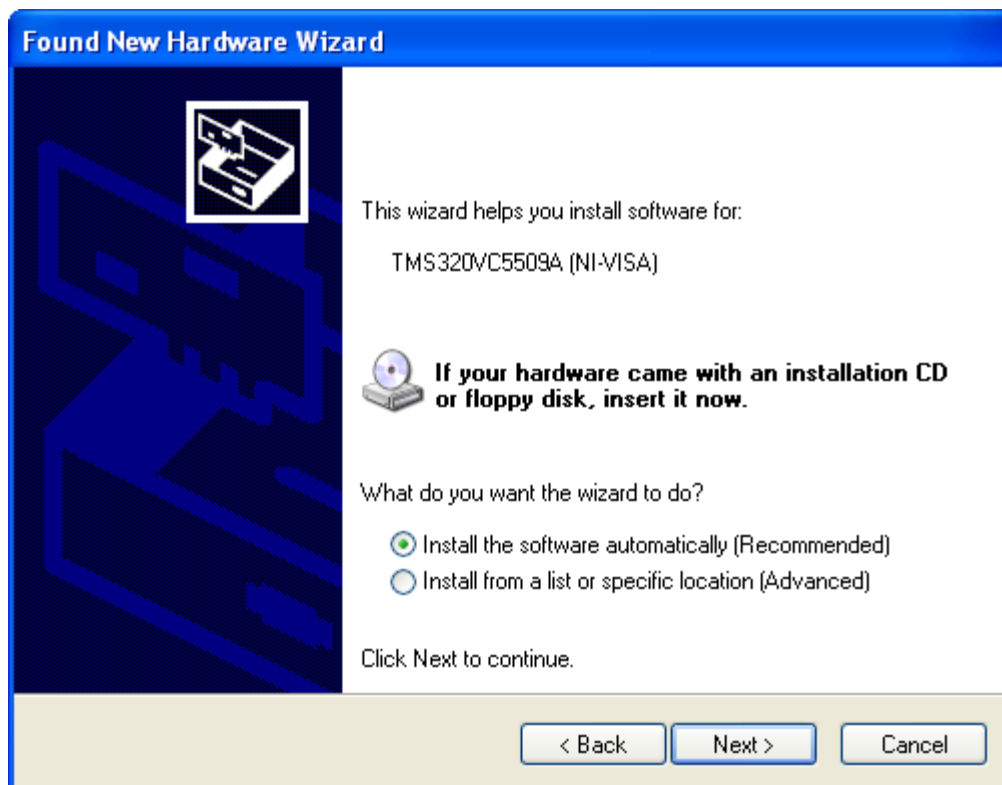 Found New Hardware Wizard
This wizard helps you install software for:
TMS320VC5509A (NI-VISA)
If your hardware came with an installation CD
or floppy disk, insert it now.
What do you want the wizard to do?
Install the software automatically (Recommended)
Install from a list or specific location (Advanced)
Click Next to continue.
< Back
Next >
Cancel